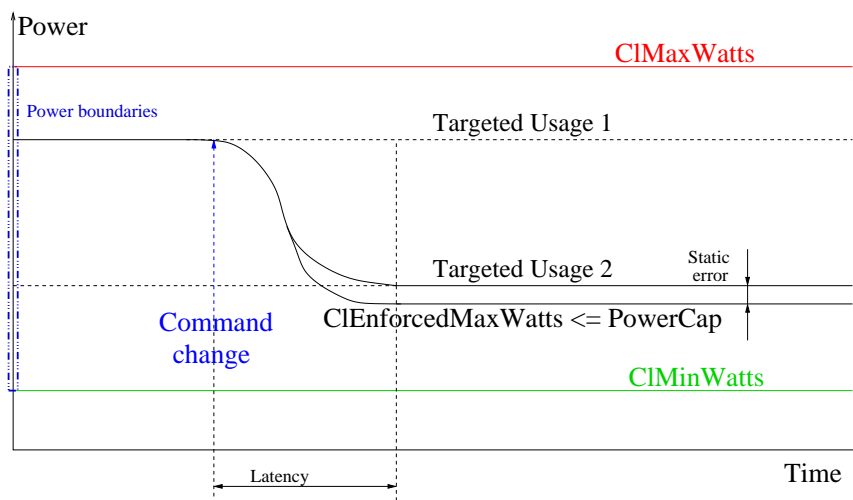 Power
ClMaxWatts
Power boundaries
Targeted Usage 1
Targeted Usage 2
Static
error
ClEnforcedMaxWatts <= PowerCap
Command
change
ClMinWatts
Latency
Time